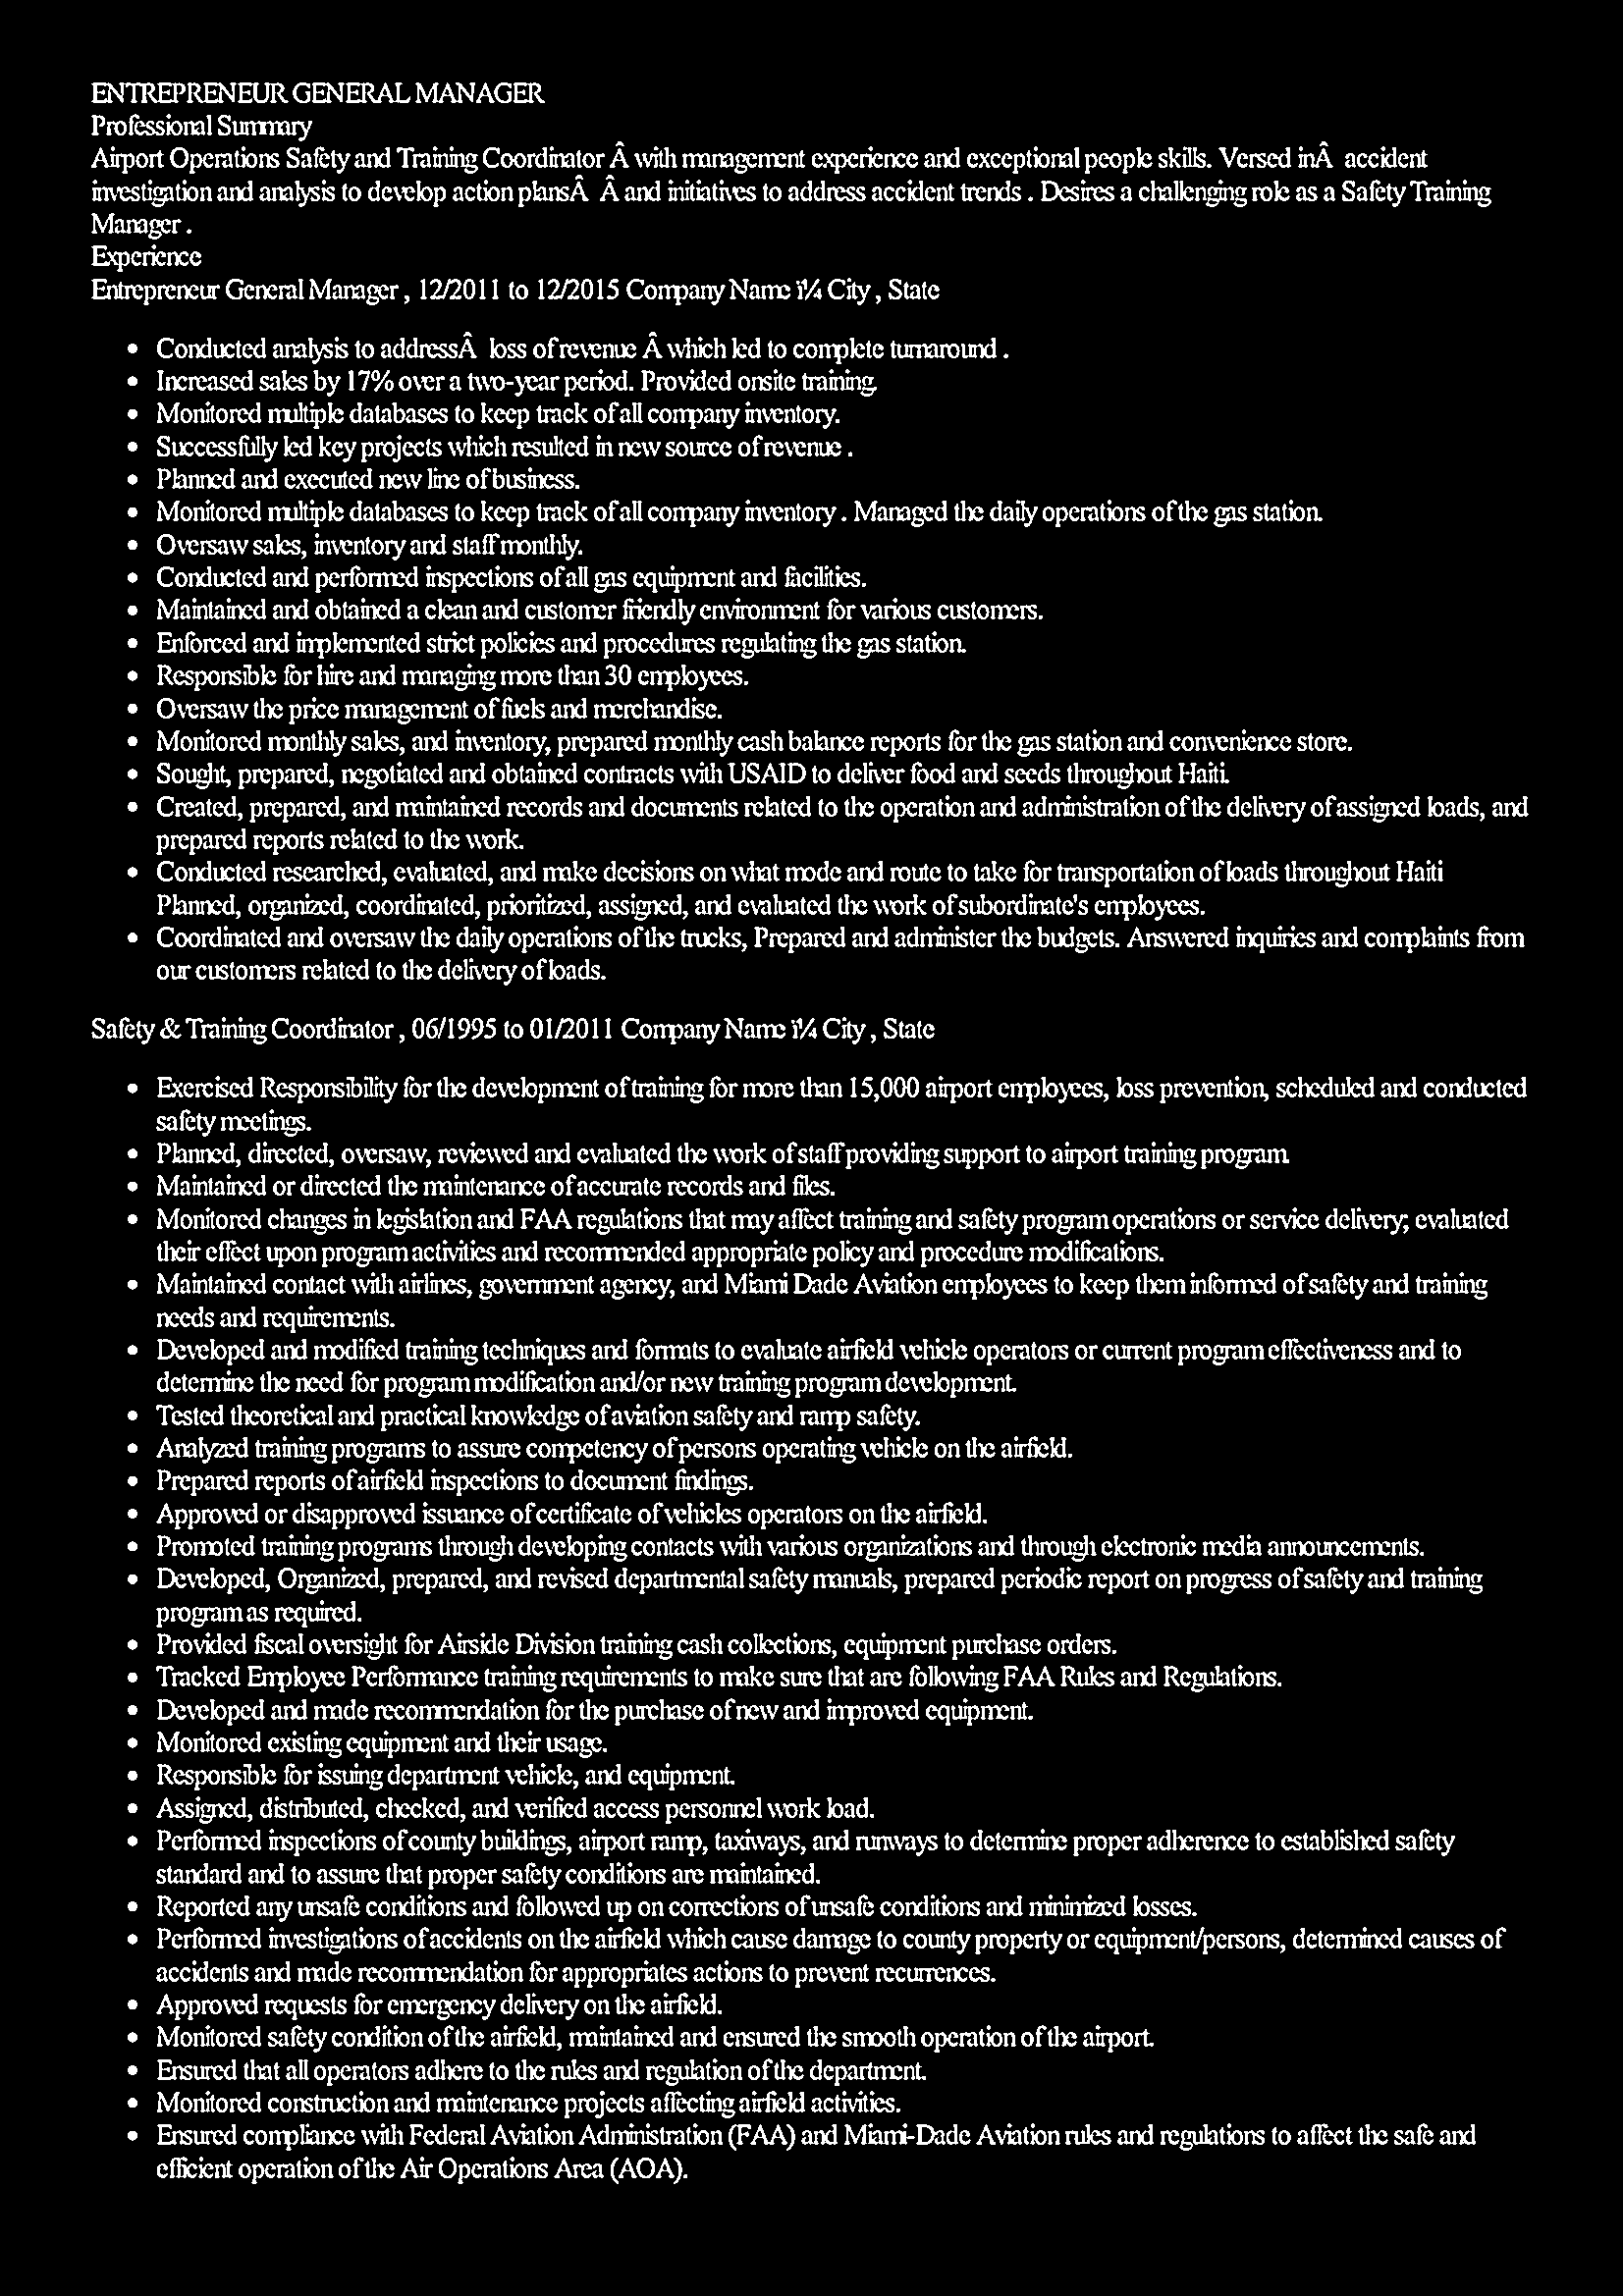 ENTREPRENEUR GENERAL MANAGER
Professional Summary
Airport Operations Safety and Training Coordinator Â with management experience and exceptional people skills. Versed inÂ  accident
investigation and analysis to develop action plansÂ  Â and initiatives to address accident trends . Desires a challenging role as a Safety Training
Manager .
Experience
Entrepreneur General Manager , 12/2011 to 12/2015 Company Name ï¼ City , State
• Conducted analysis to addressÂ  loss of revenue Â which led to complete turnaround .
• Increased sales by 17% over a two-year period. Provided onsite training.
• Monitored multiple databases to keep track of all company inventory.
• Successfully led key projects which resulted in new source of revenue .
• Planned and executed new line of business.
• Monitored multiple databases to keep track of all company inventory . Managed the daily operations of the gas station.
• Oversaw sales, inventory and staff monthly.
• Conducted and performed inspections of all gas equipment and facilities.
• Maintained and obtained a clean and customer friendly environment for various customers.
• Enforced and implemented strict policies and procedures regulating the gas station.
• Responsible for hire and managing more than 30 employees.
• Oversaw the price management of fuels and merchandise.
• Monitored monthly sales, and inventory, prepared monthly cash balance reports for the gas station and convenience store.
• Sought, prepared, negotiated and obtained contracts with USAID to deliver food and seeds throughout Haiti.
• Created, prepared, and maintained records and documents related to the operation and administration of the delivery of assigned loads, and
prepared reports related to the work.
• Conducted researched, evaluated, and make decisions on what mode and route to take for transportation of loads throughout Haiti
Planned, organized, coordinated, prioritized, assigned, and evaluated the work of subordinate's employees.
• Coordinated and oversaw the daily operations of the trucks, Prepared and administer the budgets. Answered inquiries and complaints from
our customers related to the delivery of loads.
Safety & Training Coordinator , 06/1995 to 01/2011 Company Name ï¼ City , State
• Exercised Responsibility for the development of training for more than 15,000 airport employees, loss prevention, scheduled and conducted
safety meetings.
• Planned, directed, oversaw, reviewed and evaluated the work of staff providing support to airport training program.
• Maintained or directed the maintenance of accurate records and files.
• Monitored changes in legislation and FAA regulations that may affect training and safety program operations or service delivery; evaluated
their effect upon program activities and recommended appropriate policy and procedure modifications.
• Maintained contact with airlines, government agency, and Miami Dade Aviation employees to keep them informed of safety and training
needs and requirements.
• Developed and modified training techniques and formats to evaluate airfield vehicle operators or current program effectiveness and to
determine the need for program modification and/or new training program development.
• Tested theoretical and practical knowledge of aviation safety and ramp safety.
• Analyzed training programs to assure competency of persons operating vehicle on the airfield.
• Prepared reports of airfield inspections to document findings.
• Approved or disapproved issuance of certificate of vehicles operators on the airfield.
• Promoted training programs through developing contacts with various organizations and through electronic media announcements.
• Developed, Organized, prepared, and revised departmental safety manuals, prepared periodic report on progress of safety and training
program as required.
• Provided fiscal oversight for Airside Division training cash collections, equipment purchase orders.
• Tracked Employee Performance training requirements to make sure that are following FAA Rules and Regulations.
• Developed and made recommendation for the purchase of new and improved equipment.
• Monitored existing equipment and their usage.
• Responsible for issuing department vehicle, and equipment.
• Assigned, distributed, checked, and verified access personnel work load.
• Performed inspections of county buildings, airport ramp, taxiways, and runways to determine proper adherence to established safety
standard and to assure that proper safety conditions are maintained.
• Reported any unsafe conditions and followed up on corrections of unsafe conditions and minimized losses.
• Performed investigations of accidents on the airfield which cause damage to county property or equipment/persons, determined causes of
accidents and made recommendation for appropriates actions to prevent recurrences.
• Approved requests for emergency delivery on the airfield.
• Monitored safety condition of the airfield, maintained and ensured the smooth operation of the airport.
• Ensured that all operators adhere to the rules and regulation of the department.
• Monitored construction and maintenance projects affecting airfield activities.
• Ensured compliance with Federal Aviation Administration (FAA) and Miami-Dade Aviation rules and regulations to affect the safe and
efficient operation of the Air Operations Area (AOA).